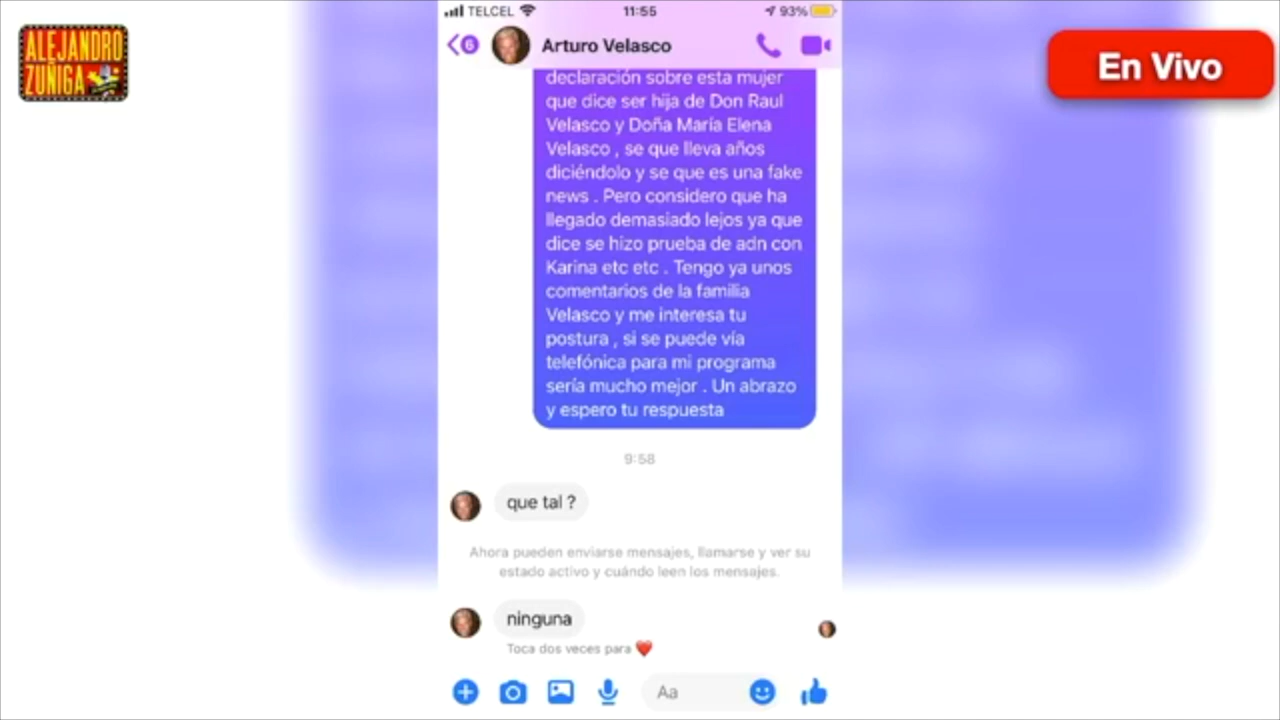 ALEJANDRO
ZUÑIGA
En Vivo
TELCEL
11:55
93%
6
Arturo Velasco
declaración sobre esta mujer
que dice ser hija de Don Raul
Velasco y Doña María Elena
Velasco , se que lleva años
diciéndolo y se que es una fake
news . Pero considero que ha
llegado demasiado lejos ya que
dice se hizo prueba de adn con
Karina etc etc . Tengo ya unos
comentarios de la familia
Velasco y me interesa tu
postura , si se puede vía
telefónica para mi programa
sería mucho mejor . Un abrazo
y espero tu respuesta
9:58
que tal ?
Ahora pueden enviarse mensajes, llamarse y ver su
estado activo y cuándo leen los mensajes.
ninguna
Toca dos veces para ❤️
Aa